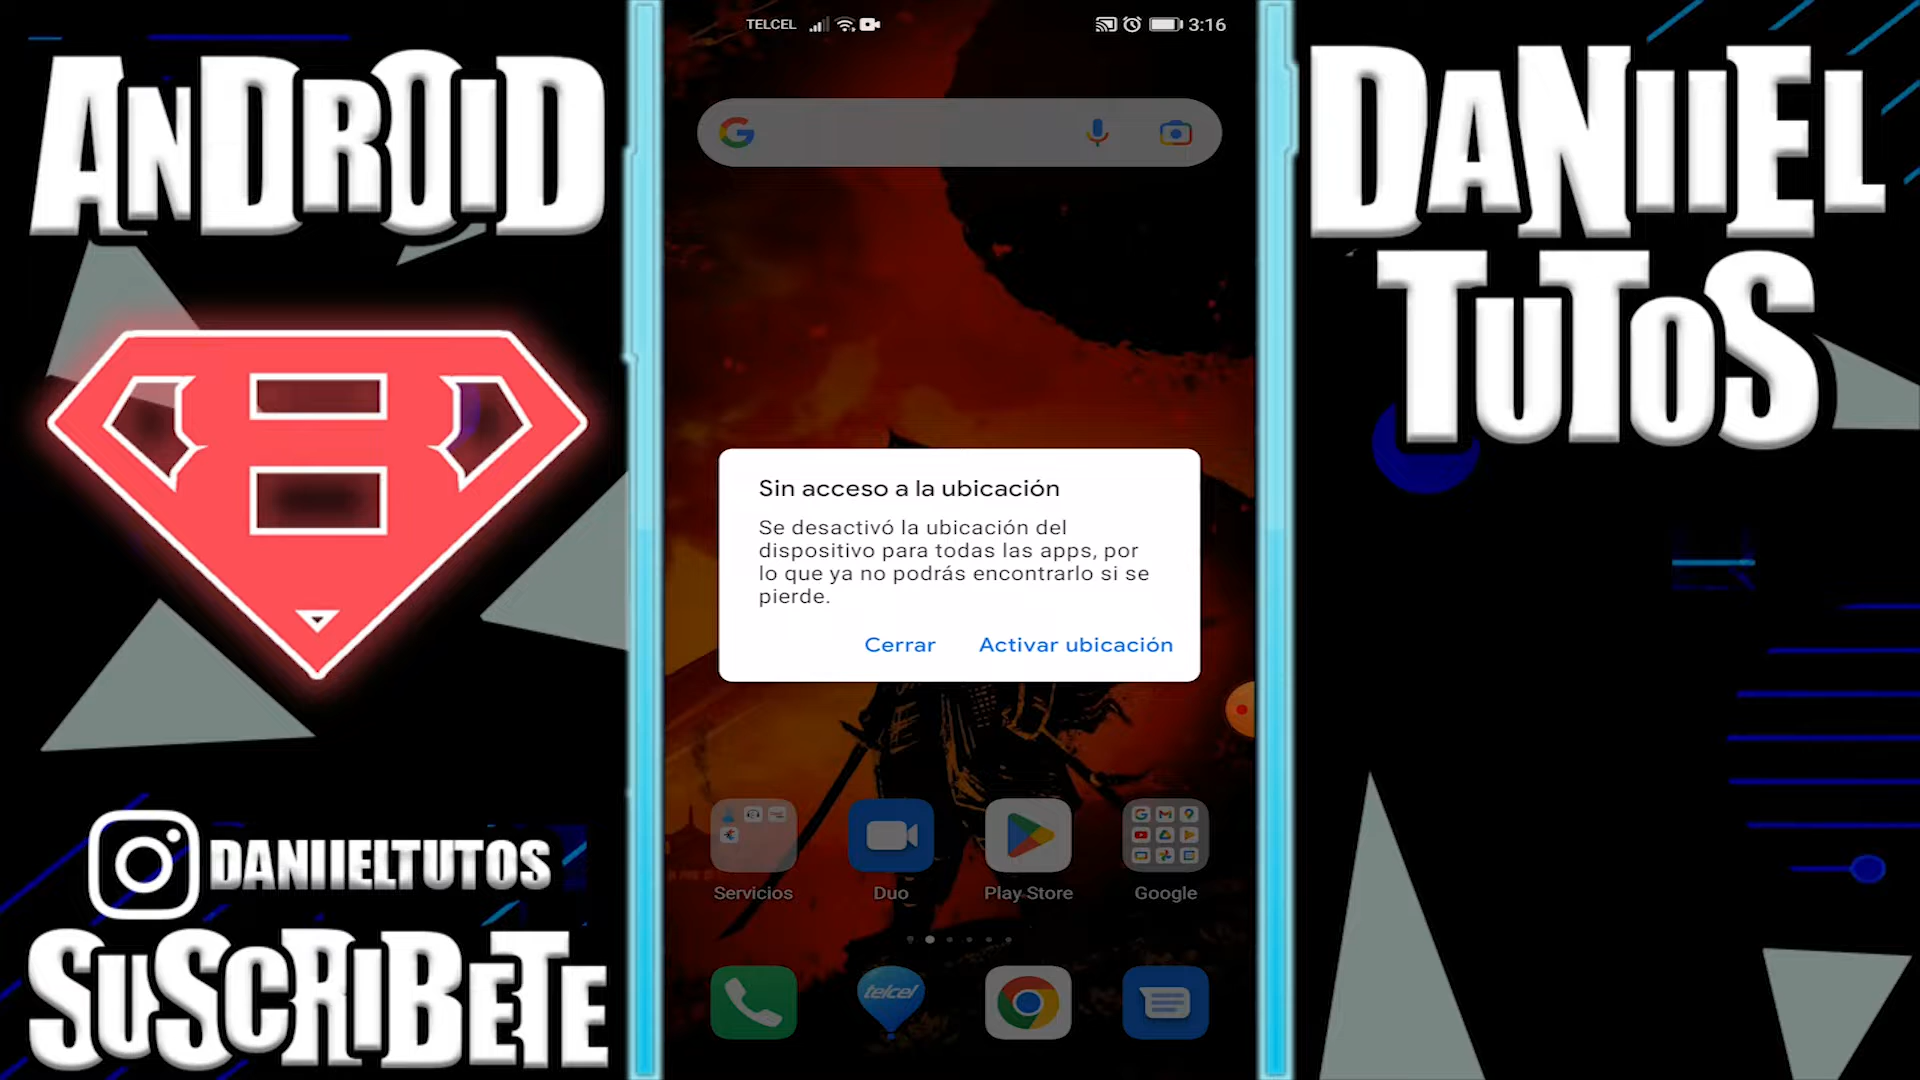 ANDROID
DANIIELTUTOS
SUSCRIBETE
TELCEL
3:16
Sin acceso a la ubicación
Se desactivó la ubicación del
dispositivo para todas las apps, por
lo que ya no podrás encontrarlo si se
pierde.
Cerrar
Activar ubicación
Servicios
Duo
Play Store
Google
telcel
DANIIEL
TUTOS